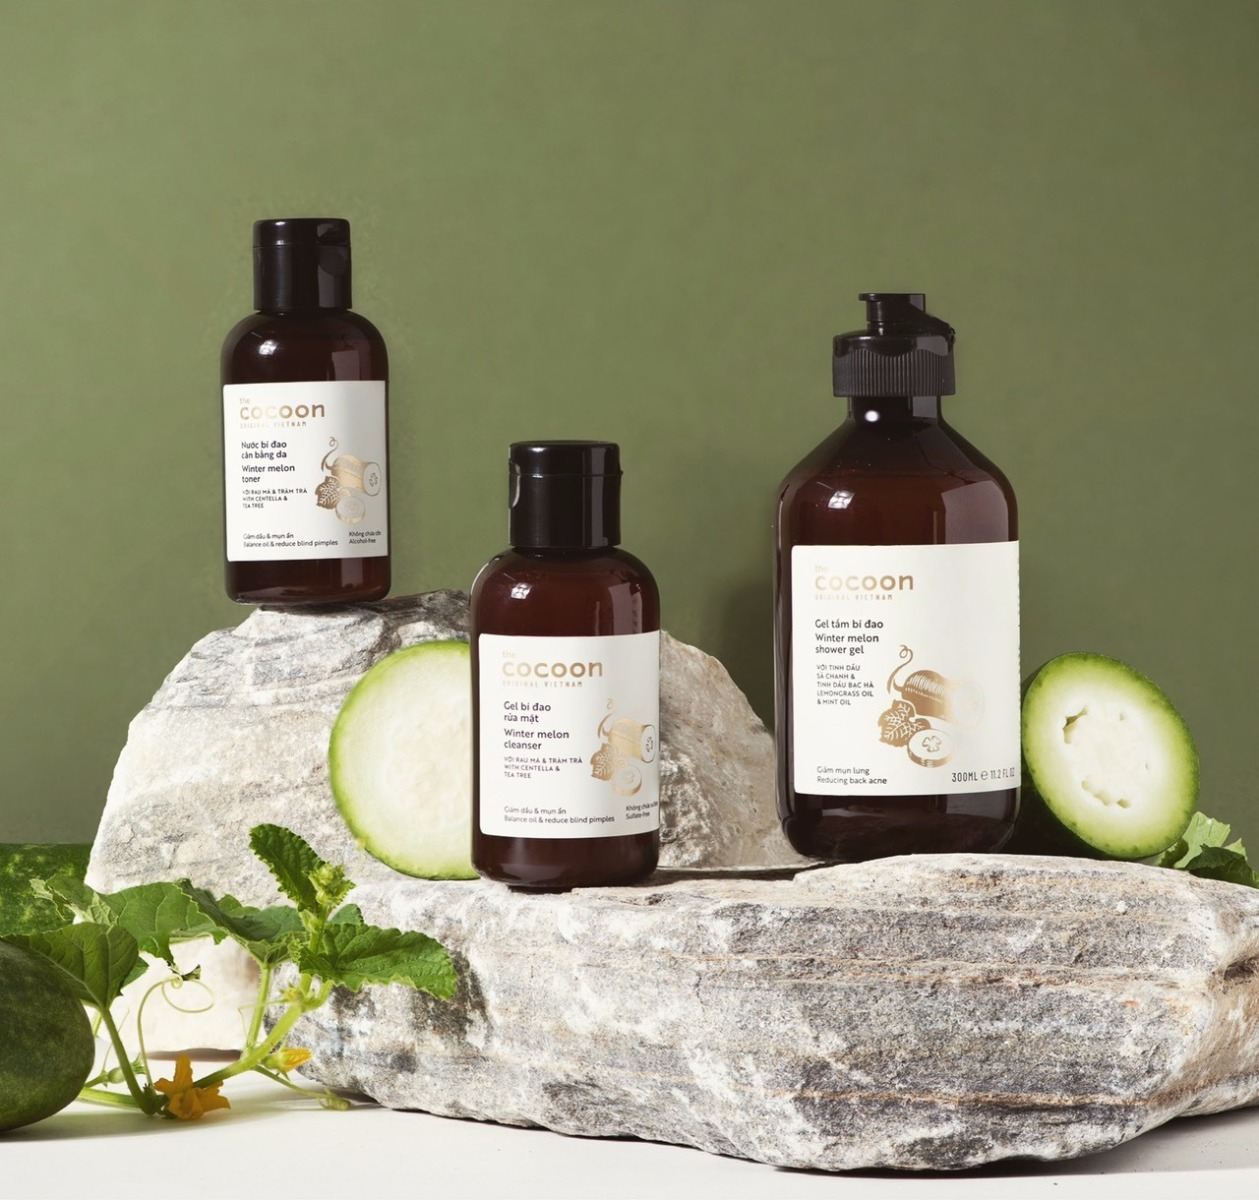 the
cocoon
ORIGINAL VIETNAM
Nước bí đao
cân bằng da
Winter melon
toner
VỚI RAU MÁ & TRÀM TRÀ
WITH CENTELLA &
TEA TREE
Giảm dầu & mụn ẩn
Balance oil & reduce blind pimples
Không chứa cồn
Alcohol-free
the
cocoon
ORIGINAL VIETNAM
Gel bí đao
rửa mặt
Winter melon
cleanser
VỚI RAU MÁ & TRÀM TRÀ
WITH CENTELLA &
TEA TREE
Giảm dầu & mụn ẩn
Balance oil & reduce blind pimples
Không chứa
Sulfate-free
the
cocoon
ORIGINAL VIETNAM
Gel tắm bí đao
Winter melon
shower gel
VỚI TINH DẦU
SẢ CHANH &
TINH DẦU BẠC HÀ
LEMONGRASS OIL
& MINT OIL
Giảm mụn lưng
Reducing back acne
300ML ℮ 11.2 FL OZ